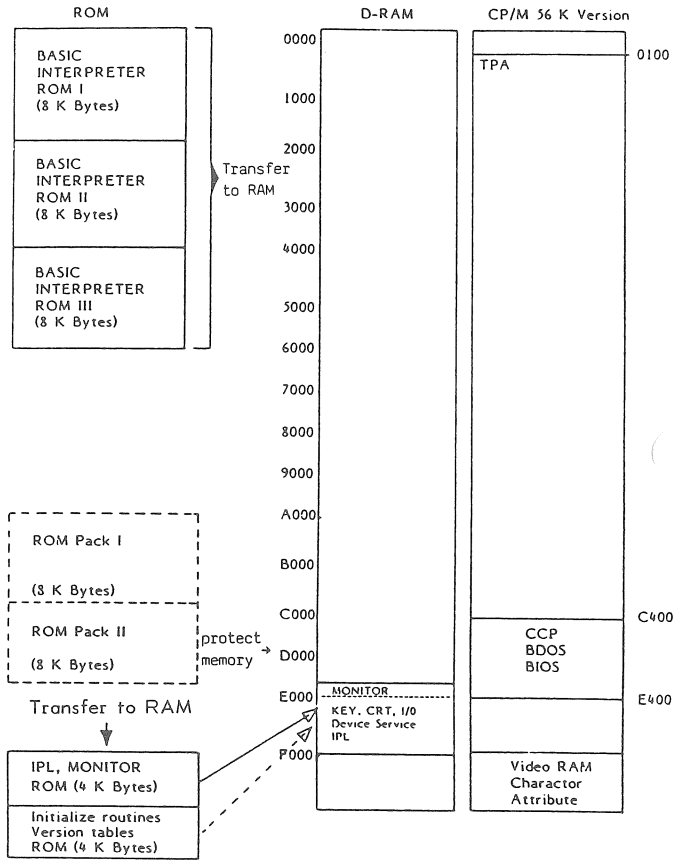 ROM
BASIC
INTERPRETER
ROM I
(8 K Bytes)
BASIC
INTERPRETER
ROM II
(8 K Bytes)
BASIC
INTERPRETER
ROM III
(8 K Bytes)
Transfer
to RAM
ROM Pack I
(8 K Bytes)
ROM Pack II
(8 K Bytes)
protect
memory
Transfer to RAM
IPL, MONITOR
ROM (4 K Bytes)
Initialize routines
Version tables
ROM (4 K Bytes)
D-RAM
0000
1000
2000
3000
4000
5000
6000
7000
8000
9000
A000
B000
C000
D000
E000
F000
MONITOR
KEY, CRT, I/O
Device Service
IPL
CP/M 56 K Version
0100
TPA
C400
CCP
BDOS
BIOS
E400
Video RAM
Charactor
Attribute